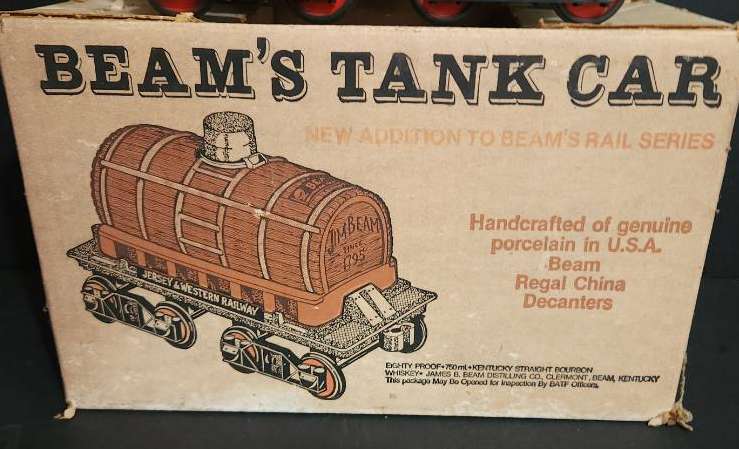 BEAM'S TANK CAR
NEW ADDITION TO BEAM'S RAIL SERIES
JIM BEAM
SINCE
1795
JERSEY & WESTERN RAILWAY
Handcrafted of genuine
porcelain in U.S.A.
Beam
Regal China
Decanters
EIGHTY PROOF•750 ml.•KENTUCKY STRAIGHT BOURBON
WHISKEY• JAMES B. BEAM DISTILLING CO., CLERMONT, BEAM, KENTUCKY
This package May Be Opened for Inspection By BATF Officers.